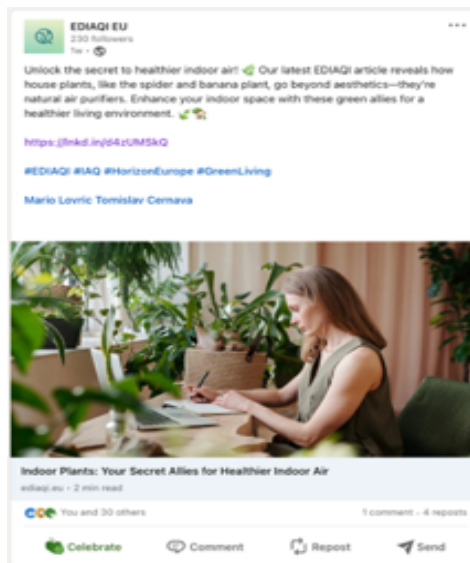 EDIAQI EU
230 followers
1w •
Unlock the secret to healthier indoor air! 🌿 Our latest EDIAQI article reveals how
house plants, like the spider and banana plant, go beyond aesthetics—they're
natural air purifiers. Enhance your indoor space with these green allies for a
healthier living environment. 🌱🏡
https://lnkd.in/d4zUMSkQ
#EDIAQI #IAQ #HorizonEurope #GreenLiving
Mario Lovric Tomislav Cernava
Indoor Plants: Your Secret Allies for Healthier Indoor Air
ediaqi.eu • 2 min read
You and 30 others
1 comment • 4 reposts
Celebrate
Comment
Repost
Send